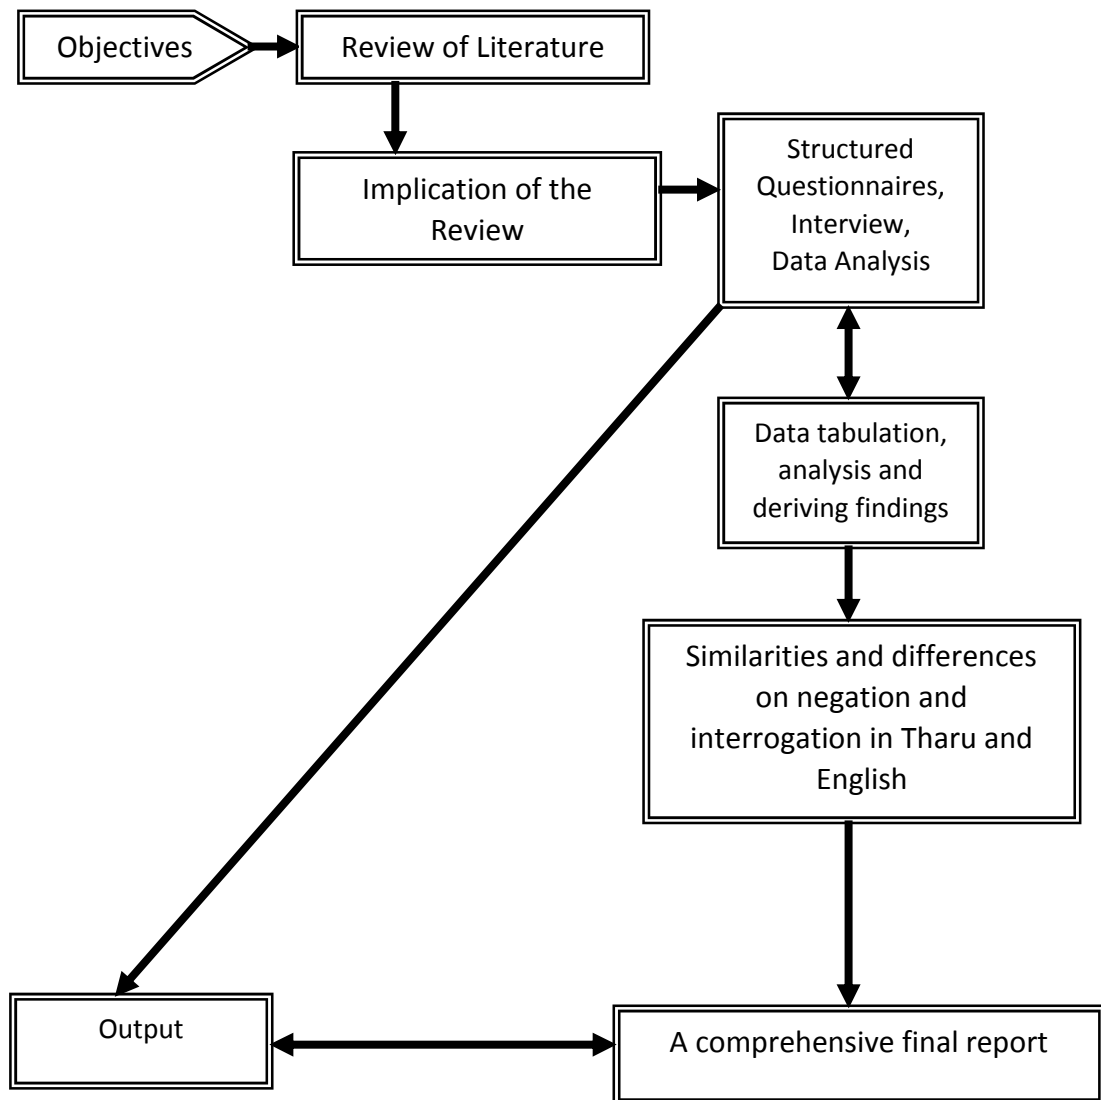 Objectives
Review of Literature
Implication of the
Review
Structured
Questionnaires,
Interview,
Data Analysis
Data tabulation,
analysis and
deriving findings
Similarities and differences
on negation and
interrogation in Tharu and
English
Output
A comprehensive final report